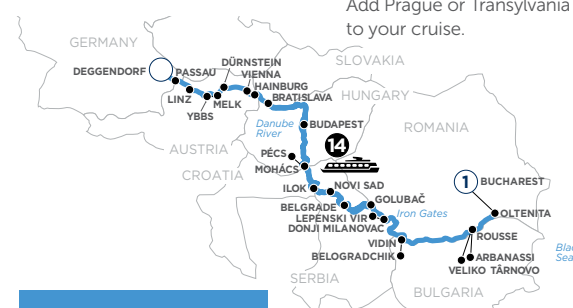 Add Prague or Transylvania
to your cruise.
GERMANY
DEGGENDORF
PASSAU
DÜRNSTEIN
VIENNA
HAINBURG
BRATISLAVA
LINZ
MELK
YBBS
SLOVAKIA
HUNGARY
Danube
River
BUDAPEST
ROMANIA
AUSTRIA
14
PÉCS
MOHÁCS
CROATIA
ILOK
NOVI SAD
1
BUCHAREST
BELGRADE
GOLUBAČ
LEPENSKI VIR
Iron Gates
OLTENITA
DONJI MILANOVAC
VIDIN
ROUSSE
BELOGRADCHIK
ARBANASSI
VELIKO TÂRNOVO
Sea
SERBIA
BULGARIA